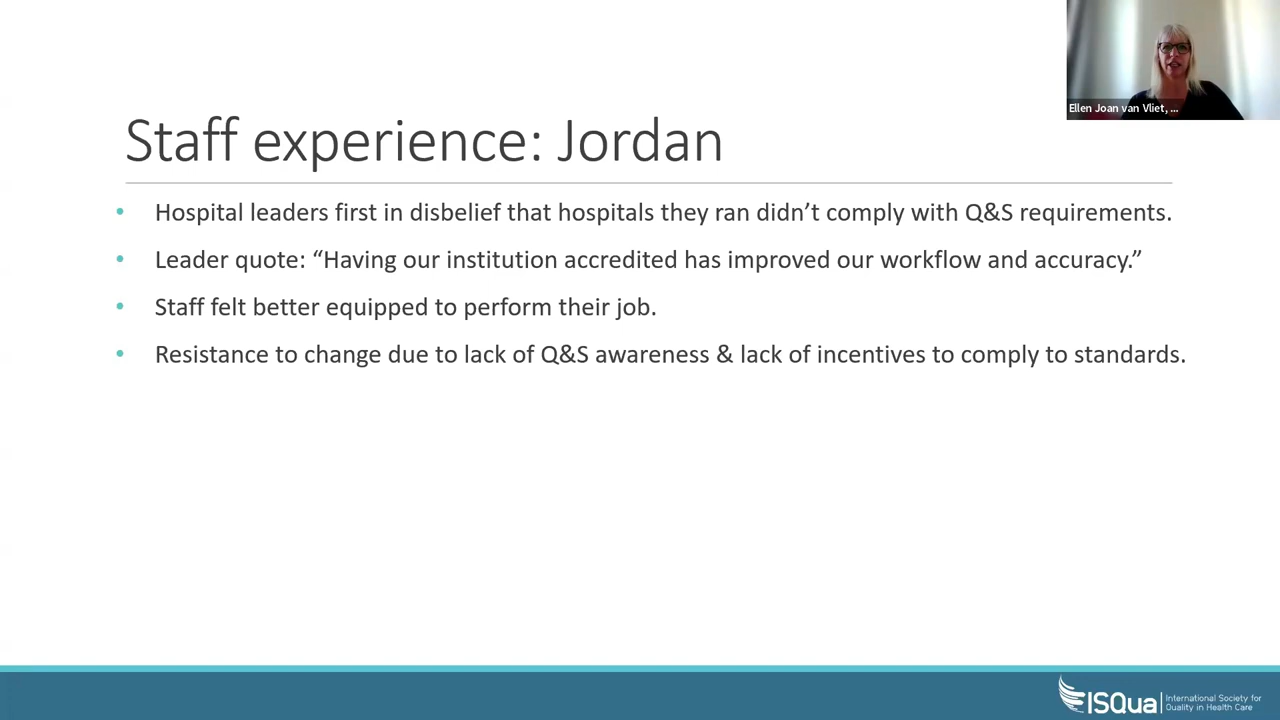 Ellen Joan van Vliet, ...
Staff experience: Jordan
• Hospital leaders first in disbelief that hospitals they ran didn’t comply with Q&S requirements.
• Leader quote: “Having our institution accredited has improved our workflow and accuracy.”
• Staff felt better equipped to perform their job.
• Resistance to change due to lack of Q&S awareness & lack of incentives to comply to standards.
ISQua
International Society for
Quality in Health Care